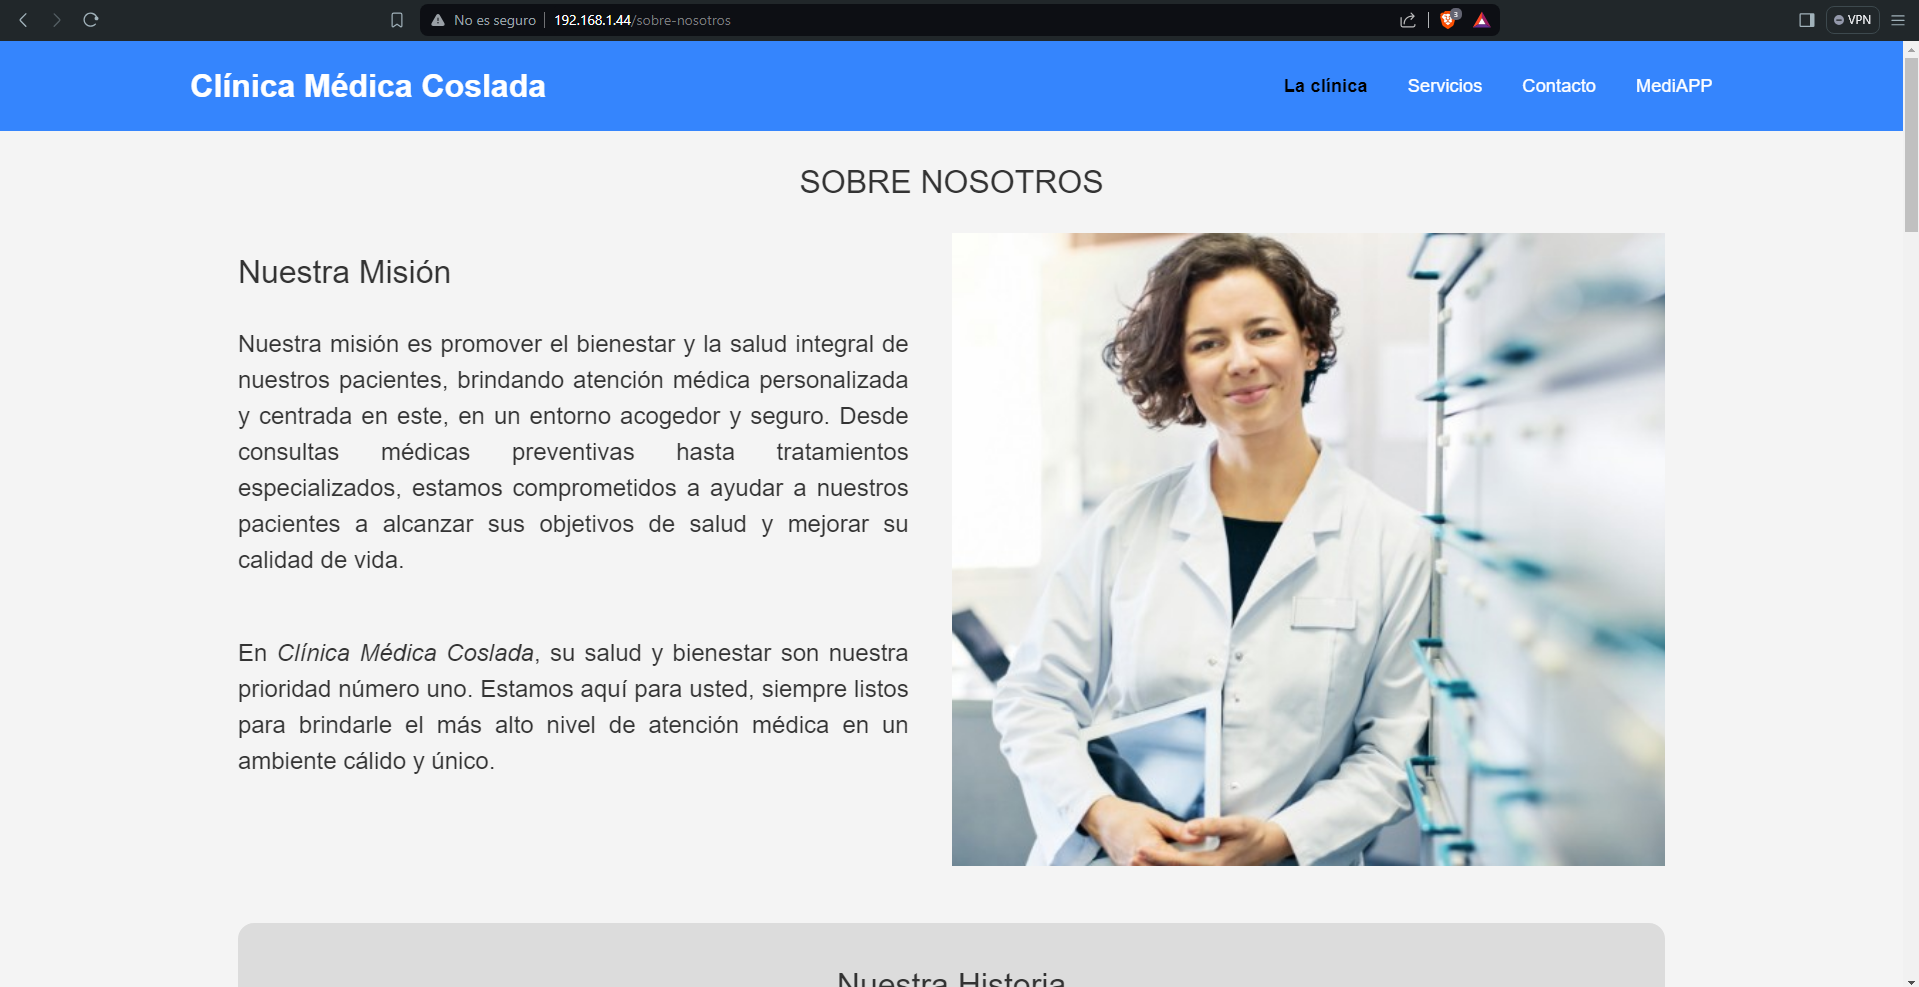 No es seguro 192.168.1.44/sobre-nosotros 3 VPN
Clínica Médica Coslada La clínica Servicios Contacto MediAPP
SOBRE NOSOTROS
Nuestra Misión
Nuestra misión es promover el bienestar y la salud integral de
nuestros pacientes, brindando atención médica personalizada
y centrada en este, en un entorno acogedor y seguro. Desde
consultas médicas preventivas hasta tratamientos
especializados, estamos comprometidos a ayudar a nuestros
pacientes a alcanzar sus objetivos de salud y mejorar su
calidad de vida.
En Clínica Médica Coslada, su salud y bienestar son nuestra
prioridad número uno. Estamos aquí para usted, siempre listos
para brindarle el más alto nivel de atención médica en un
ambiente cálido y único.
Nuestra Historia